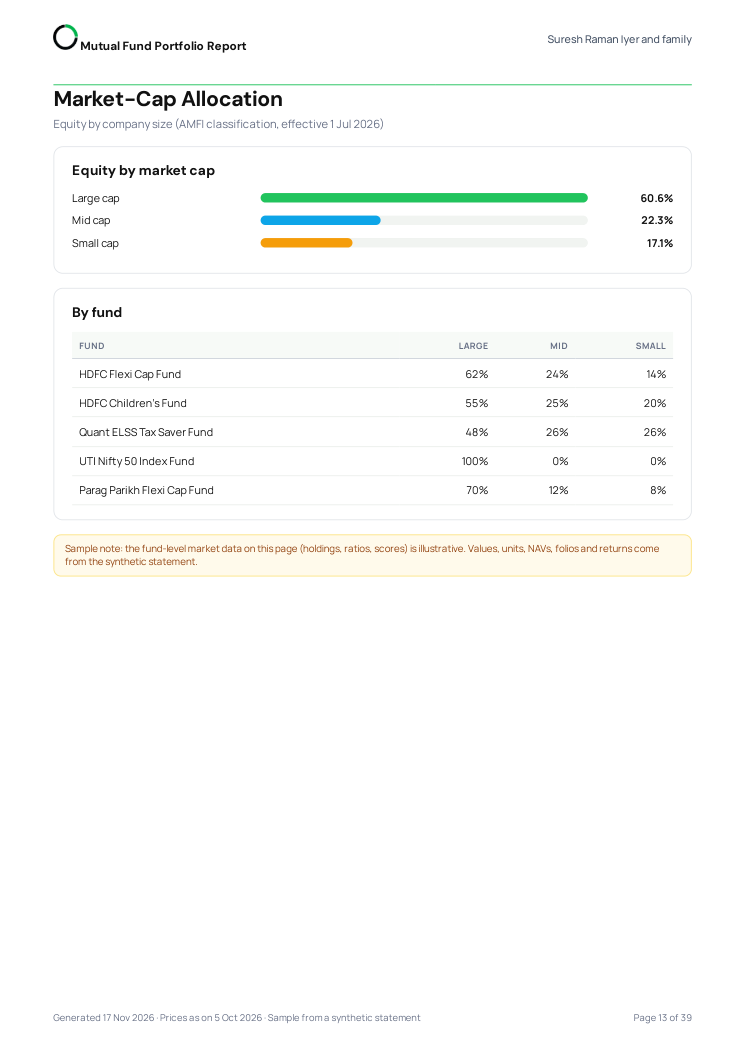 Mutual Fund Portfolio Report
Suresh Raman Iyer and family
Market-Cap Allocation
Equity by company size (AMFI classification, effective 1 Jul 2026)
Equity by market cap
Large cap 60.6%
Mid cap 22.3%
Small cap 17.1%
By fund
FUND LARGE MID SMALL
HDFC Flexi Cap Fund 62% 24% 14%
HDFC Children's Fund 55% 25% 20%
Quant ELSS Tax Saver Fund 48% 26% 26%
UTI Nifty 50 Index Fund 100% 0% 0%
Parag Parikh Flexi Cap Fund 70% 12% 8%
Sample note: the fund-level market data on this page (holdings, ratios, scores) is illustrative. Values, units, NAVs, folios and returns come
from the synthetic statement.
Generated 17 Nov 2026 · Prices as on 5 Oct 2026 · Sample from a synthetic statement
Page 13 of 39